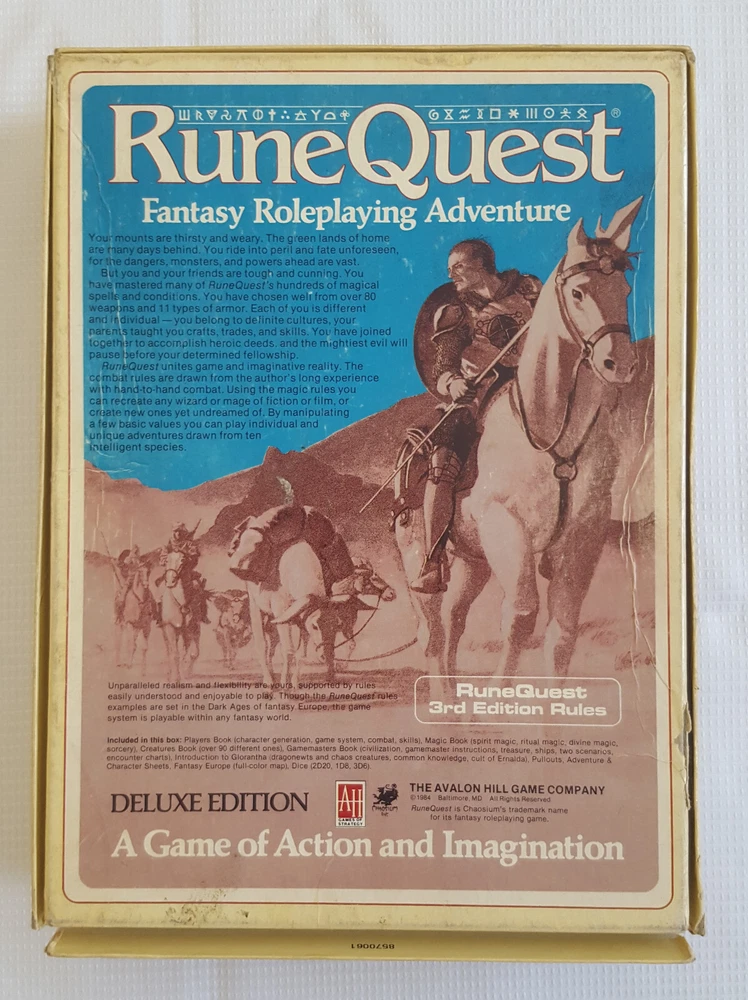 RuneQuest®
Fantasy Roleplaying Adventure
Your mounts are thirsty and weary. The green lands of home
are many days behind. You ride into peril and fate unforeseen,
for the dangers, monsters, and powers ahead are vast.
But you and your friends are tough and cunning. You
have mastered many of RuneQuest's hundreds of magical
spells and conditions. You have chosen well from over 80
weapons and 11 types of armor. Each of you is different
and individual — you belong to definite cultures, your
parents taught you crafts, trades, and skills. You have joined
together to accomplish heroic deeds, and the mightiest evil will
pause before your determined fellowship.
RuneQuest unites game and imaginative reality. The
combat rules are drawn from the author's long experience
with hand-to-hand combat. Using the magic rules you
can recreate any wizard or mage of fiction or film, or
create new ones yet undreamed of. By manipulating
a few basic values you can play individual and
unique adventures drawn from ten
intelligent species.
Unparalleled realism and flexibility are yours, supported by rules
easily understood and enjoyable to play. Though the RuneQuest rules
examples are set in the Dark Ages of fantasy Europe, the game
system is playable within any fantasy world.
RuneQuest
3rd Edition Rules
Included in this box: Players Book (character generation, game system, combat, skills), Magic Book (spirit magic, ritual magic, divine magic,
sorcery), Creatures Book (over 90 different ones), Gamemasters Book (civilization, gamemaster instructions, treasure, ships, two scenarios,
encounter charts), Introduction to Glorantha (dragonewts, other creatures, common knowledge, cult of Ernalda), Pullouts, Adventure &
Character Sheets, Fantasy Europe (full-color map), Dice (2D20, 1D8, 3D6).
DELUXE EDITION
AH
GAMES OF
STRATEGY
CHAOSIUM
THE AVALON HILL GAME COMPANY
© 1984 Baltimore, MD All Rights Reserved
RuneQuest is Chaosium's trademark name
for its fantasy roleplaying game.
A Game of Action and Imagination
8570061